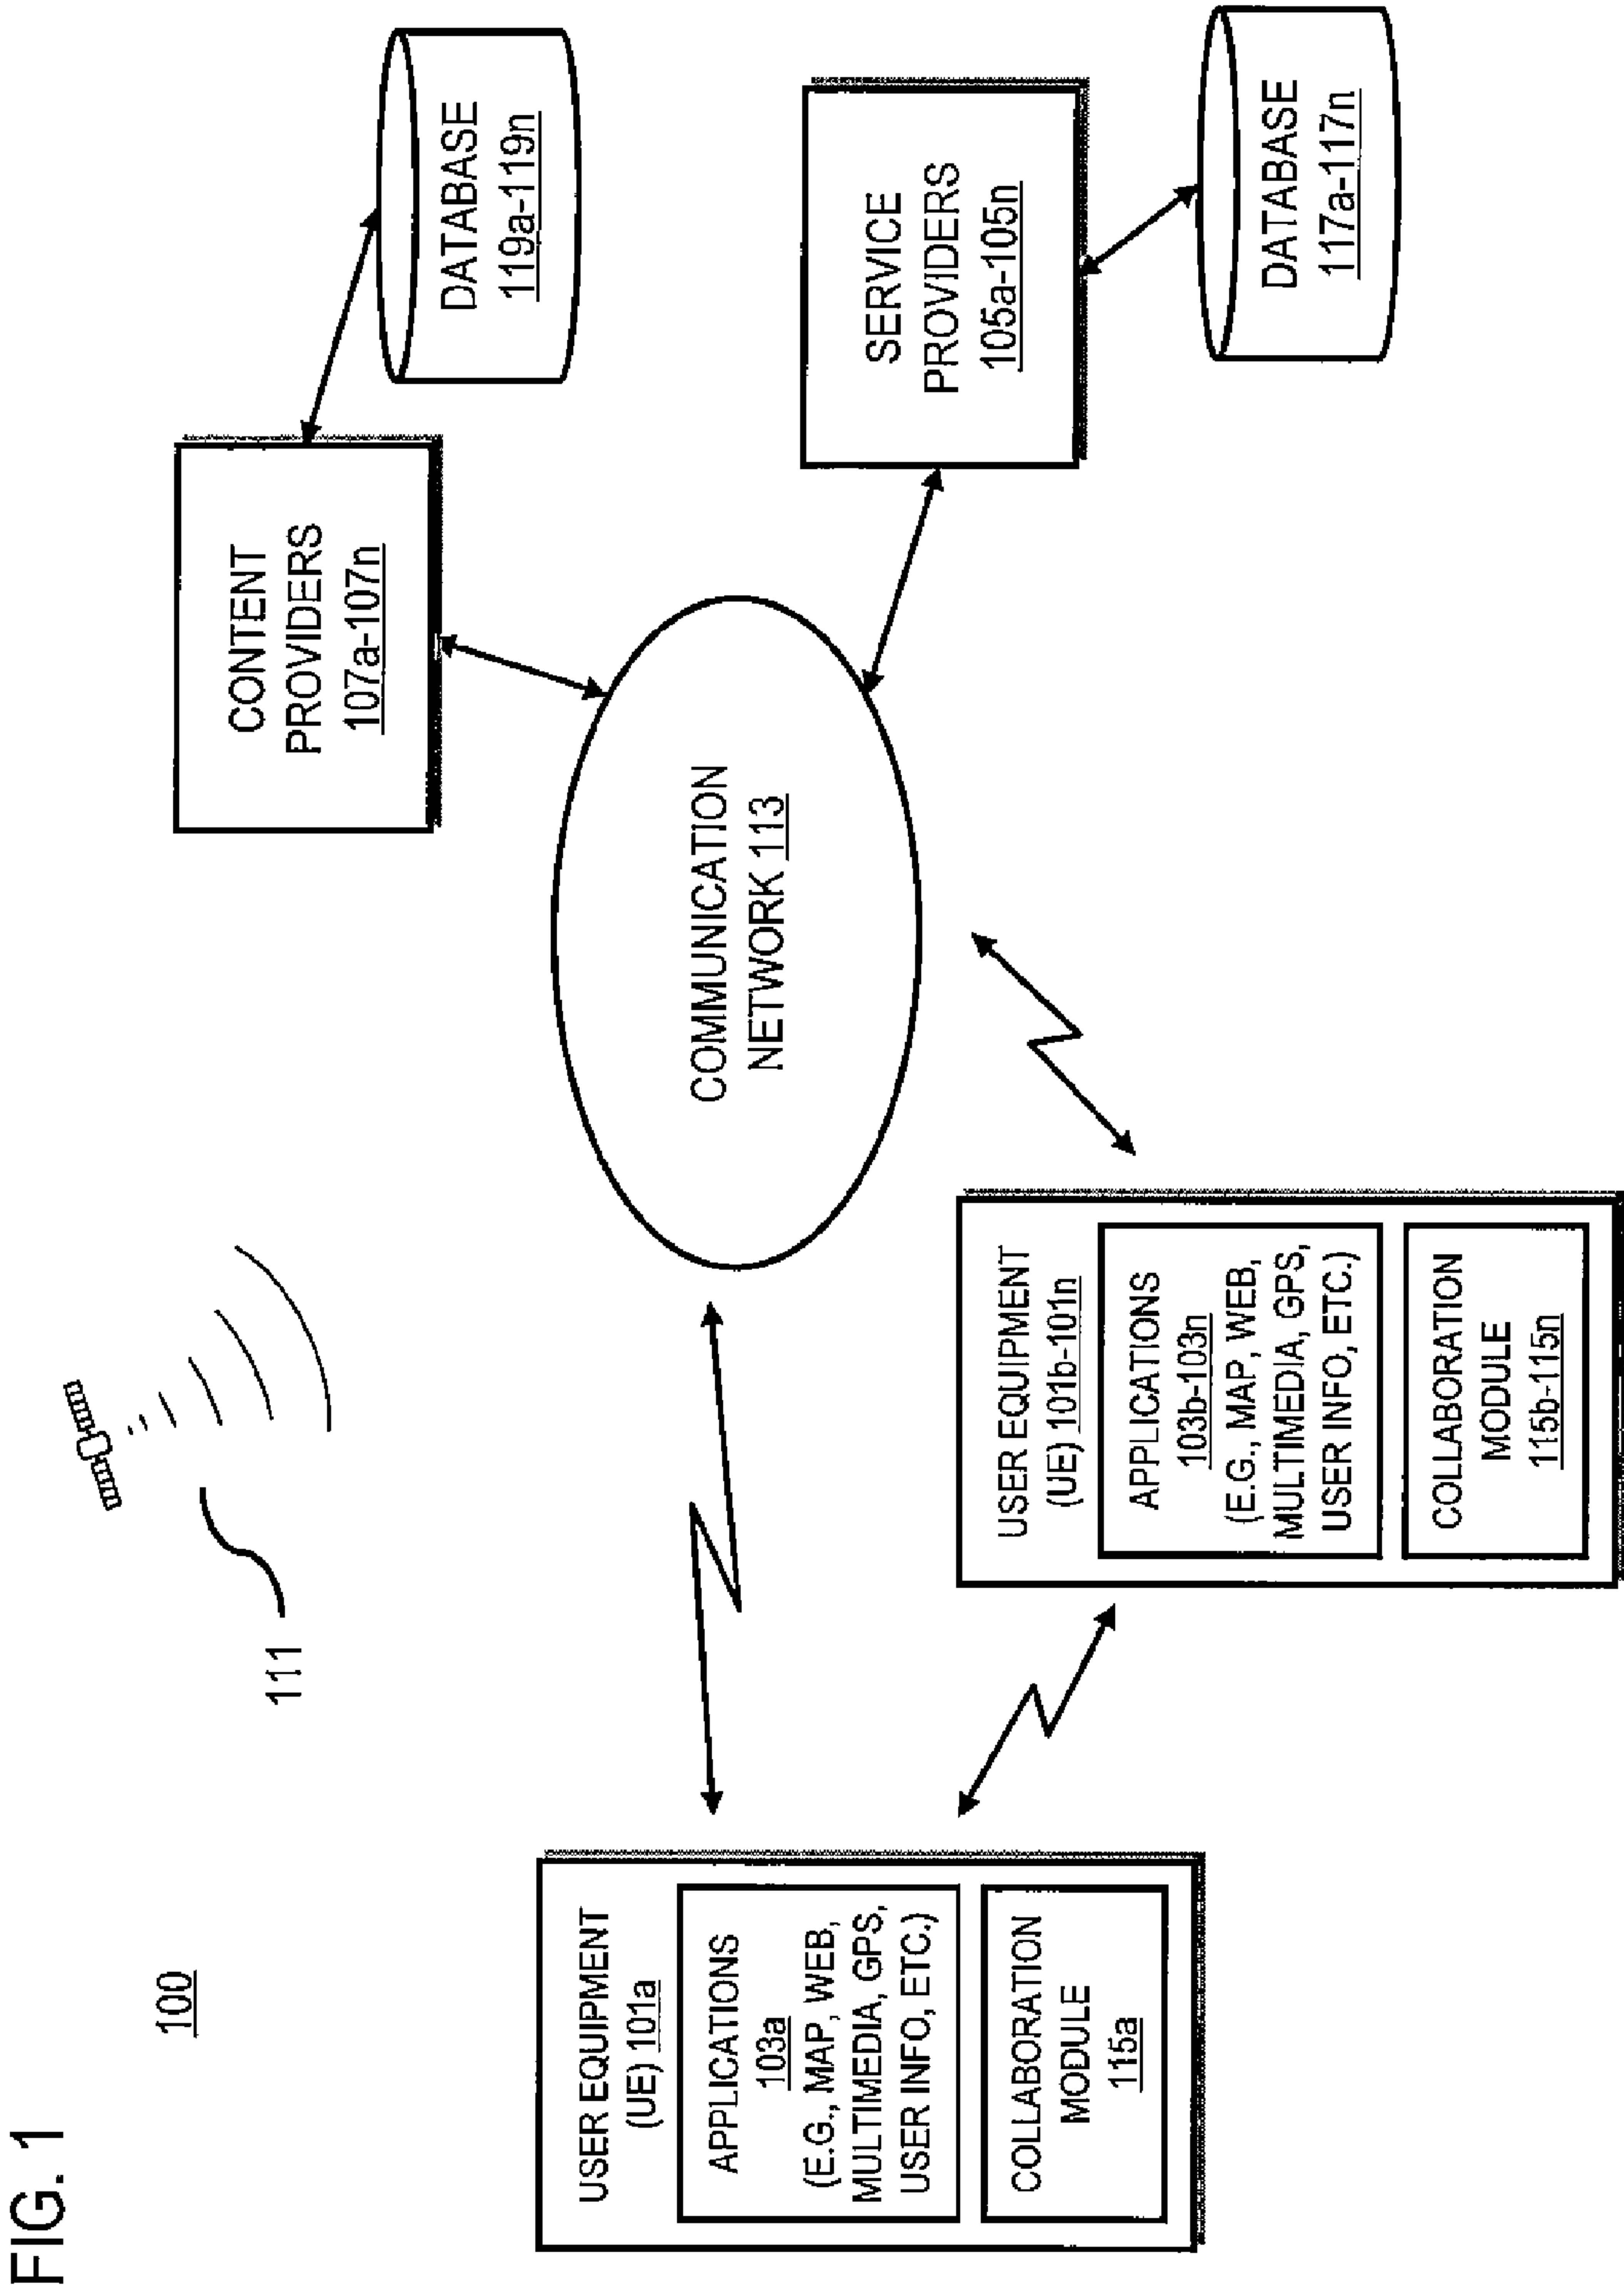 FIG. 1
100
111
USER EQUIPMENT
(UE) 101a
APPLICATIONS
103a
(E.G., MAP, WEB,
MULTIMEDIA, GPS,
USER INFO, ETC.)
COLLABORATION
MODULE
115a
USER EQUIPMENT
(UE) 101b-101n
APPLICATIONS
103b-103n
(E.G., MAP, WEB,
MULTIMEDIA, GPS,
USER INFO, ETC.)
COLLABORATION
MODULE
115b-115n
COMMUNICATION
NETWORK 113
CONTENT
PROVIDERS
107a-107n
DATABASE
119a-119n
SERVICE
PROVIDERS
105a-105n
DATABASE
117a-117n